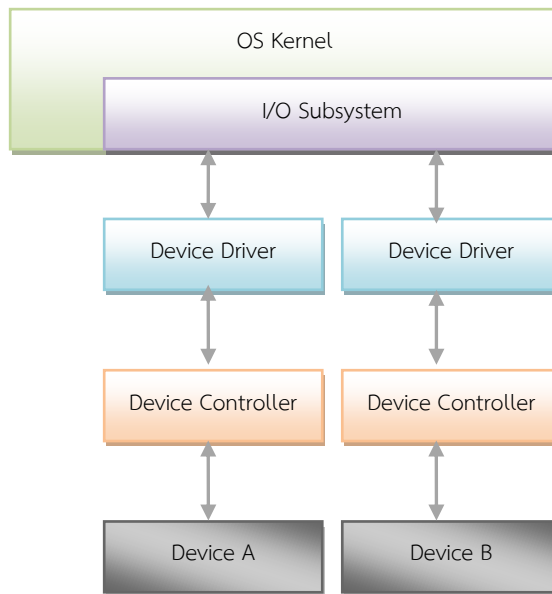 OS Kernel
I/O Subsystem
Device Driver
Device Driver
Device Controller
Device Controller
Device A
Device B